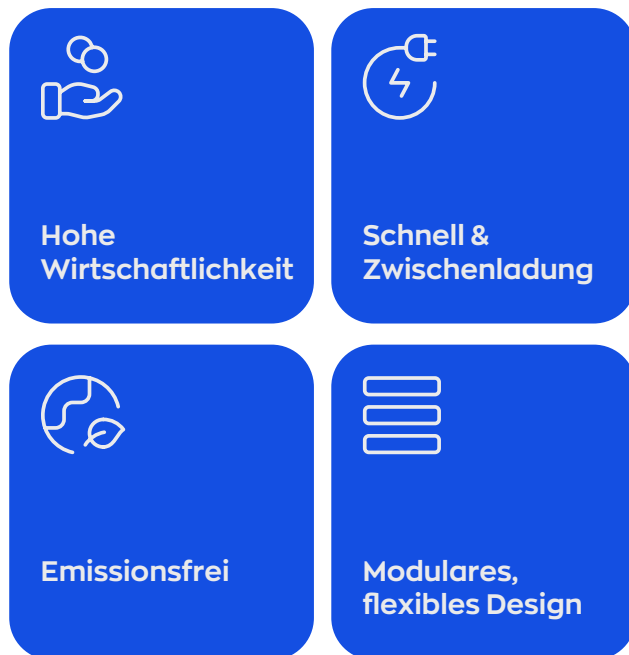 Hohe
Wirtschaftlichkeit
Schnell &
Zwischenladung
Emissionsfrei
Modulares,
flexibles Design